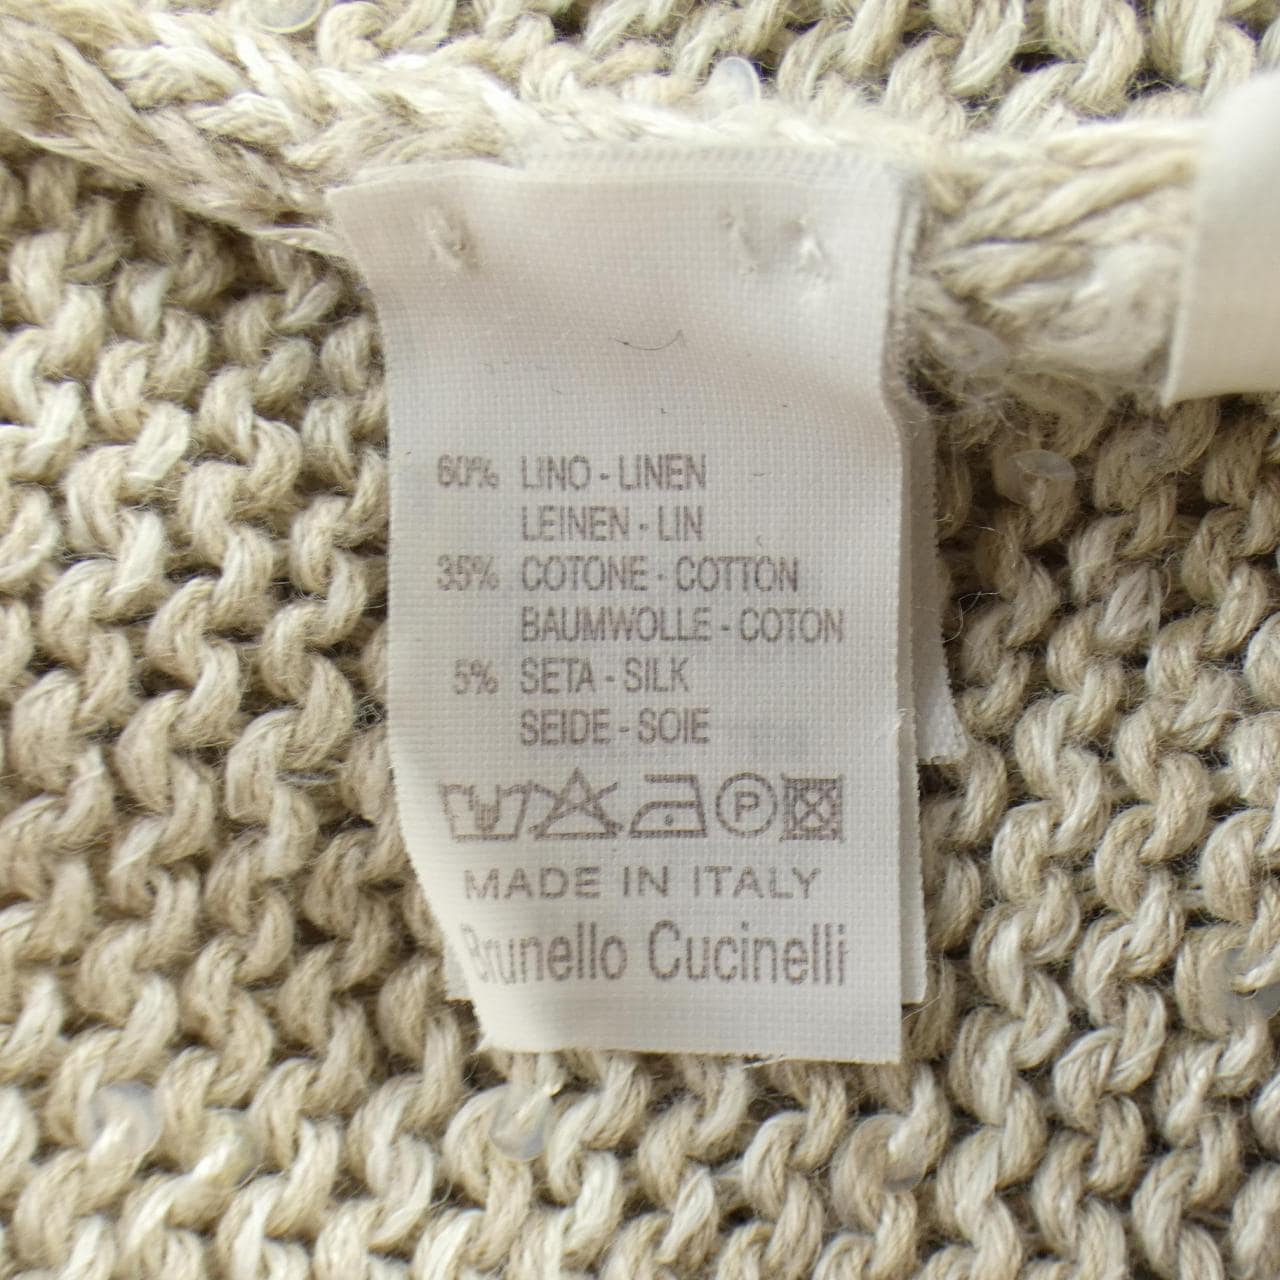 60% LINO - LINEN
LEINEN - LIN
35% COTONE - COTTON
BAUMWOLLE - COTON
5% SETA - SILK
SEIDE - SOIE
P
MADE IN ITALY
Brunello Cucinelli